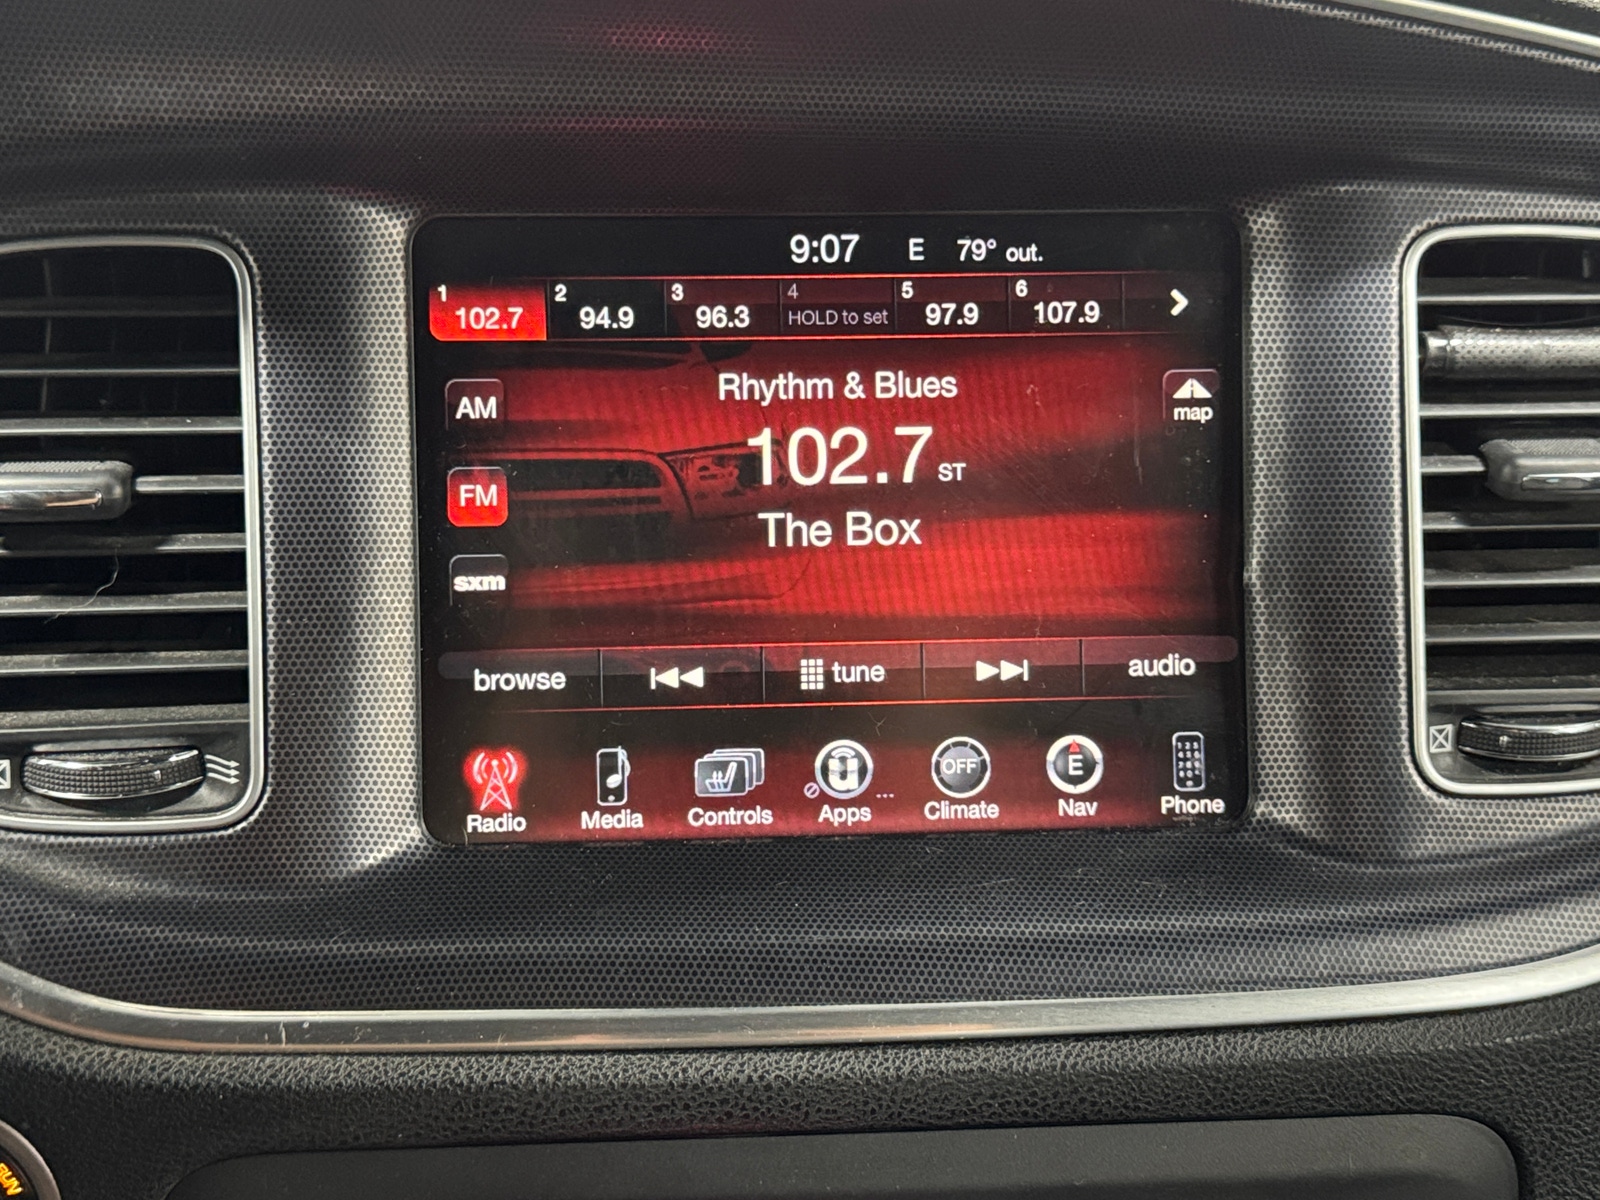 9:07 E 79° out.
1 102.7
2 94.9
3 96.3
4 HOLD to set
5 97.9
6 107.9
AM
Rhythm & Blues
map
102.7 ST
FM
The Box
sxm
browse
tune
audio
OFF
E
Radio
Media
Controls
Apps ...
Climate
Nav
Phone
RUN